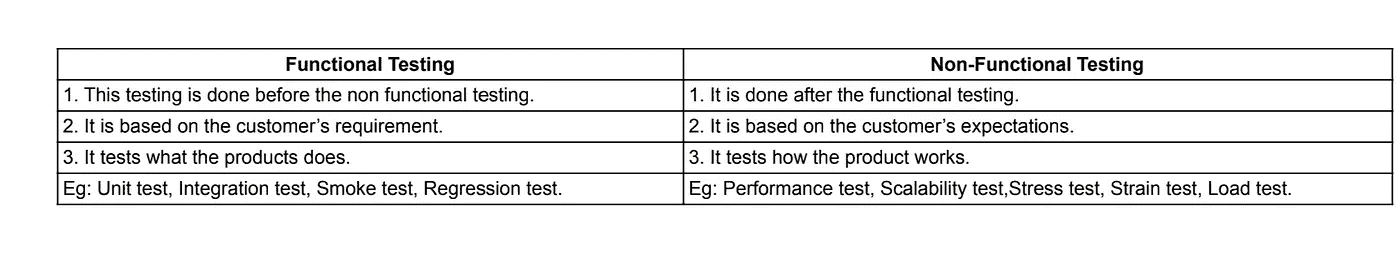 Functional Testing
Non-Functional Testing
1. This testing is done before the non functional testing.
1. It is done after the functional testing.
2. It is based on the customer’s requirement.
2. It is based on the customer’s expectations.
3. It tests what the products does.
3. It tests how the product works.
Eg: Unit test, Integration test, Smoke test, Regression test.
Eg: Performance test, Scalability test,Stress test, Strain test, Load test.